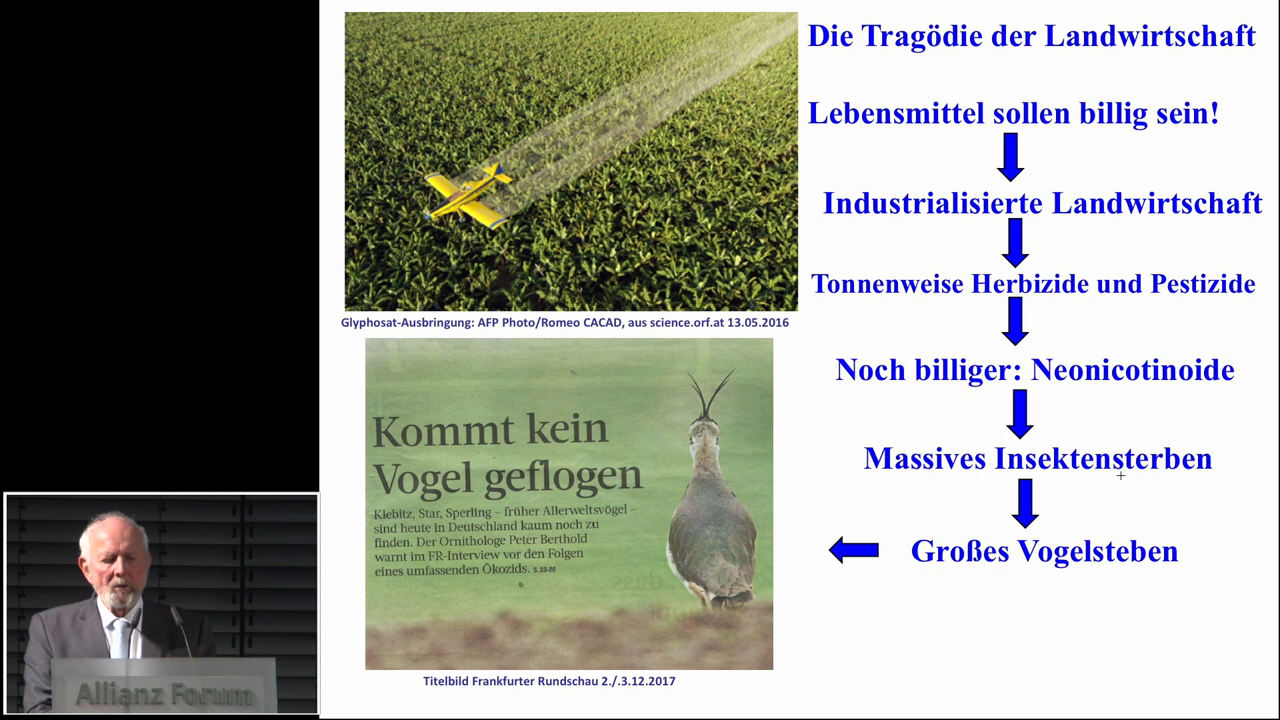 Die Tragödie der Landwirtschaft
Lebensmittel sollen billig sein!
Industrialisierte Landwirtschaft
Tonnenweise Herbizide und Pestizide
Noch billiger: Neonicotinoide
Massives Insektensterben
Großes Vogelsteben
Glyphosat-Ausbringung: AFP Photo/Romeo CACAD, aus science.orf.at 13.05.2016
Kommt kein
Vogel geflogen
Kiebitz, Star, Sperling – früher Allerweltsvögel –
sind heute in Deutschland kaum noch zu
finden. Der Ornithologe Peter Berthold
warnt im FR-Interview vor den Folgen
eines umfassenden Ökozids. S. 25-26
Titelbild Frankfurter Rundschau 2./.3.12.2017
Allianz Forum